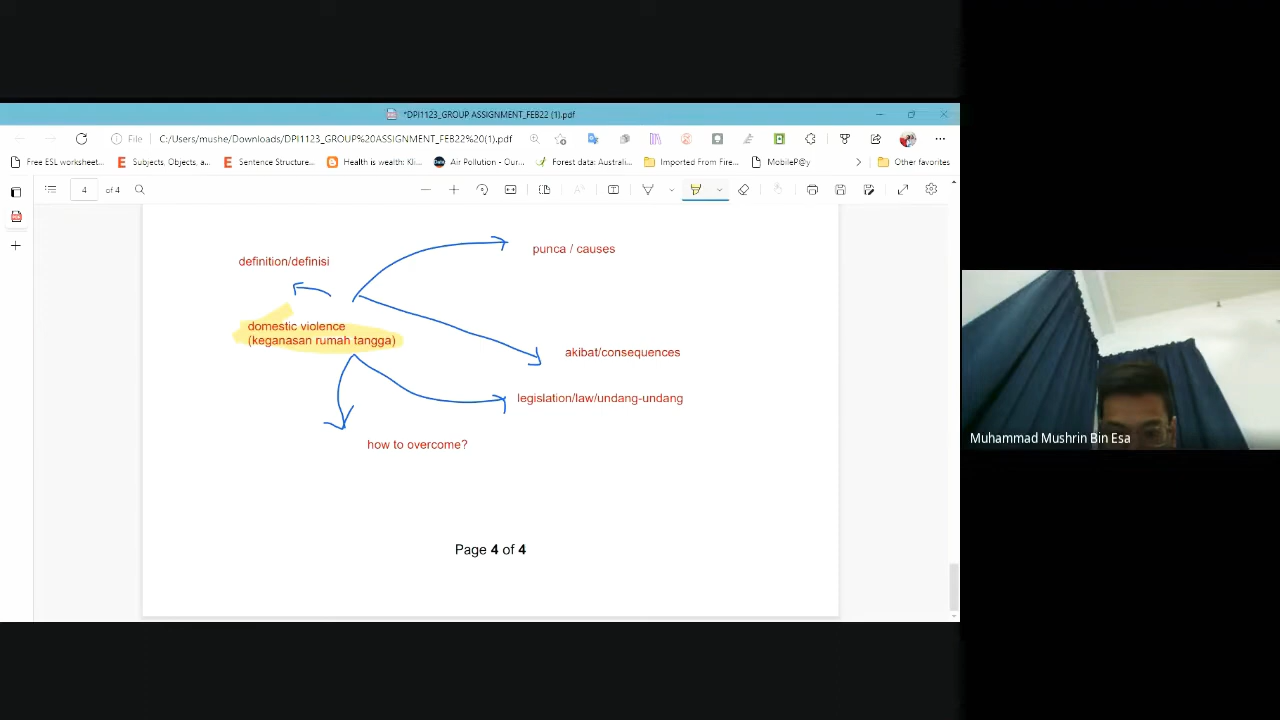 *DPI1123_GROUP ASSIGNMENT_FEB22 (1).pdf
File
C:/Users/mushe/Downloads/DPI1123_GROUP%20ASSIGNMENT_FEB22%20(1).pdf
Free ESL worksheet...
Subjects, Objects, a...
Sentence Structure...
Health is wealth: Kli...
Air Pollution - Our...
Forest data: Australi...
Imported From Fire...
MobileP@y
Other favorites
4 of 4
punca / causes
definition/definisi
domestic violence
(keganasan rumah tangga)
akibat/consequences
legislation/law/undang-undang
how to overcome?
Page 4 of 4
Muhammad Mushrin Bin Esa